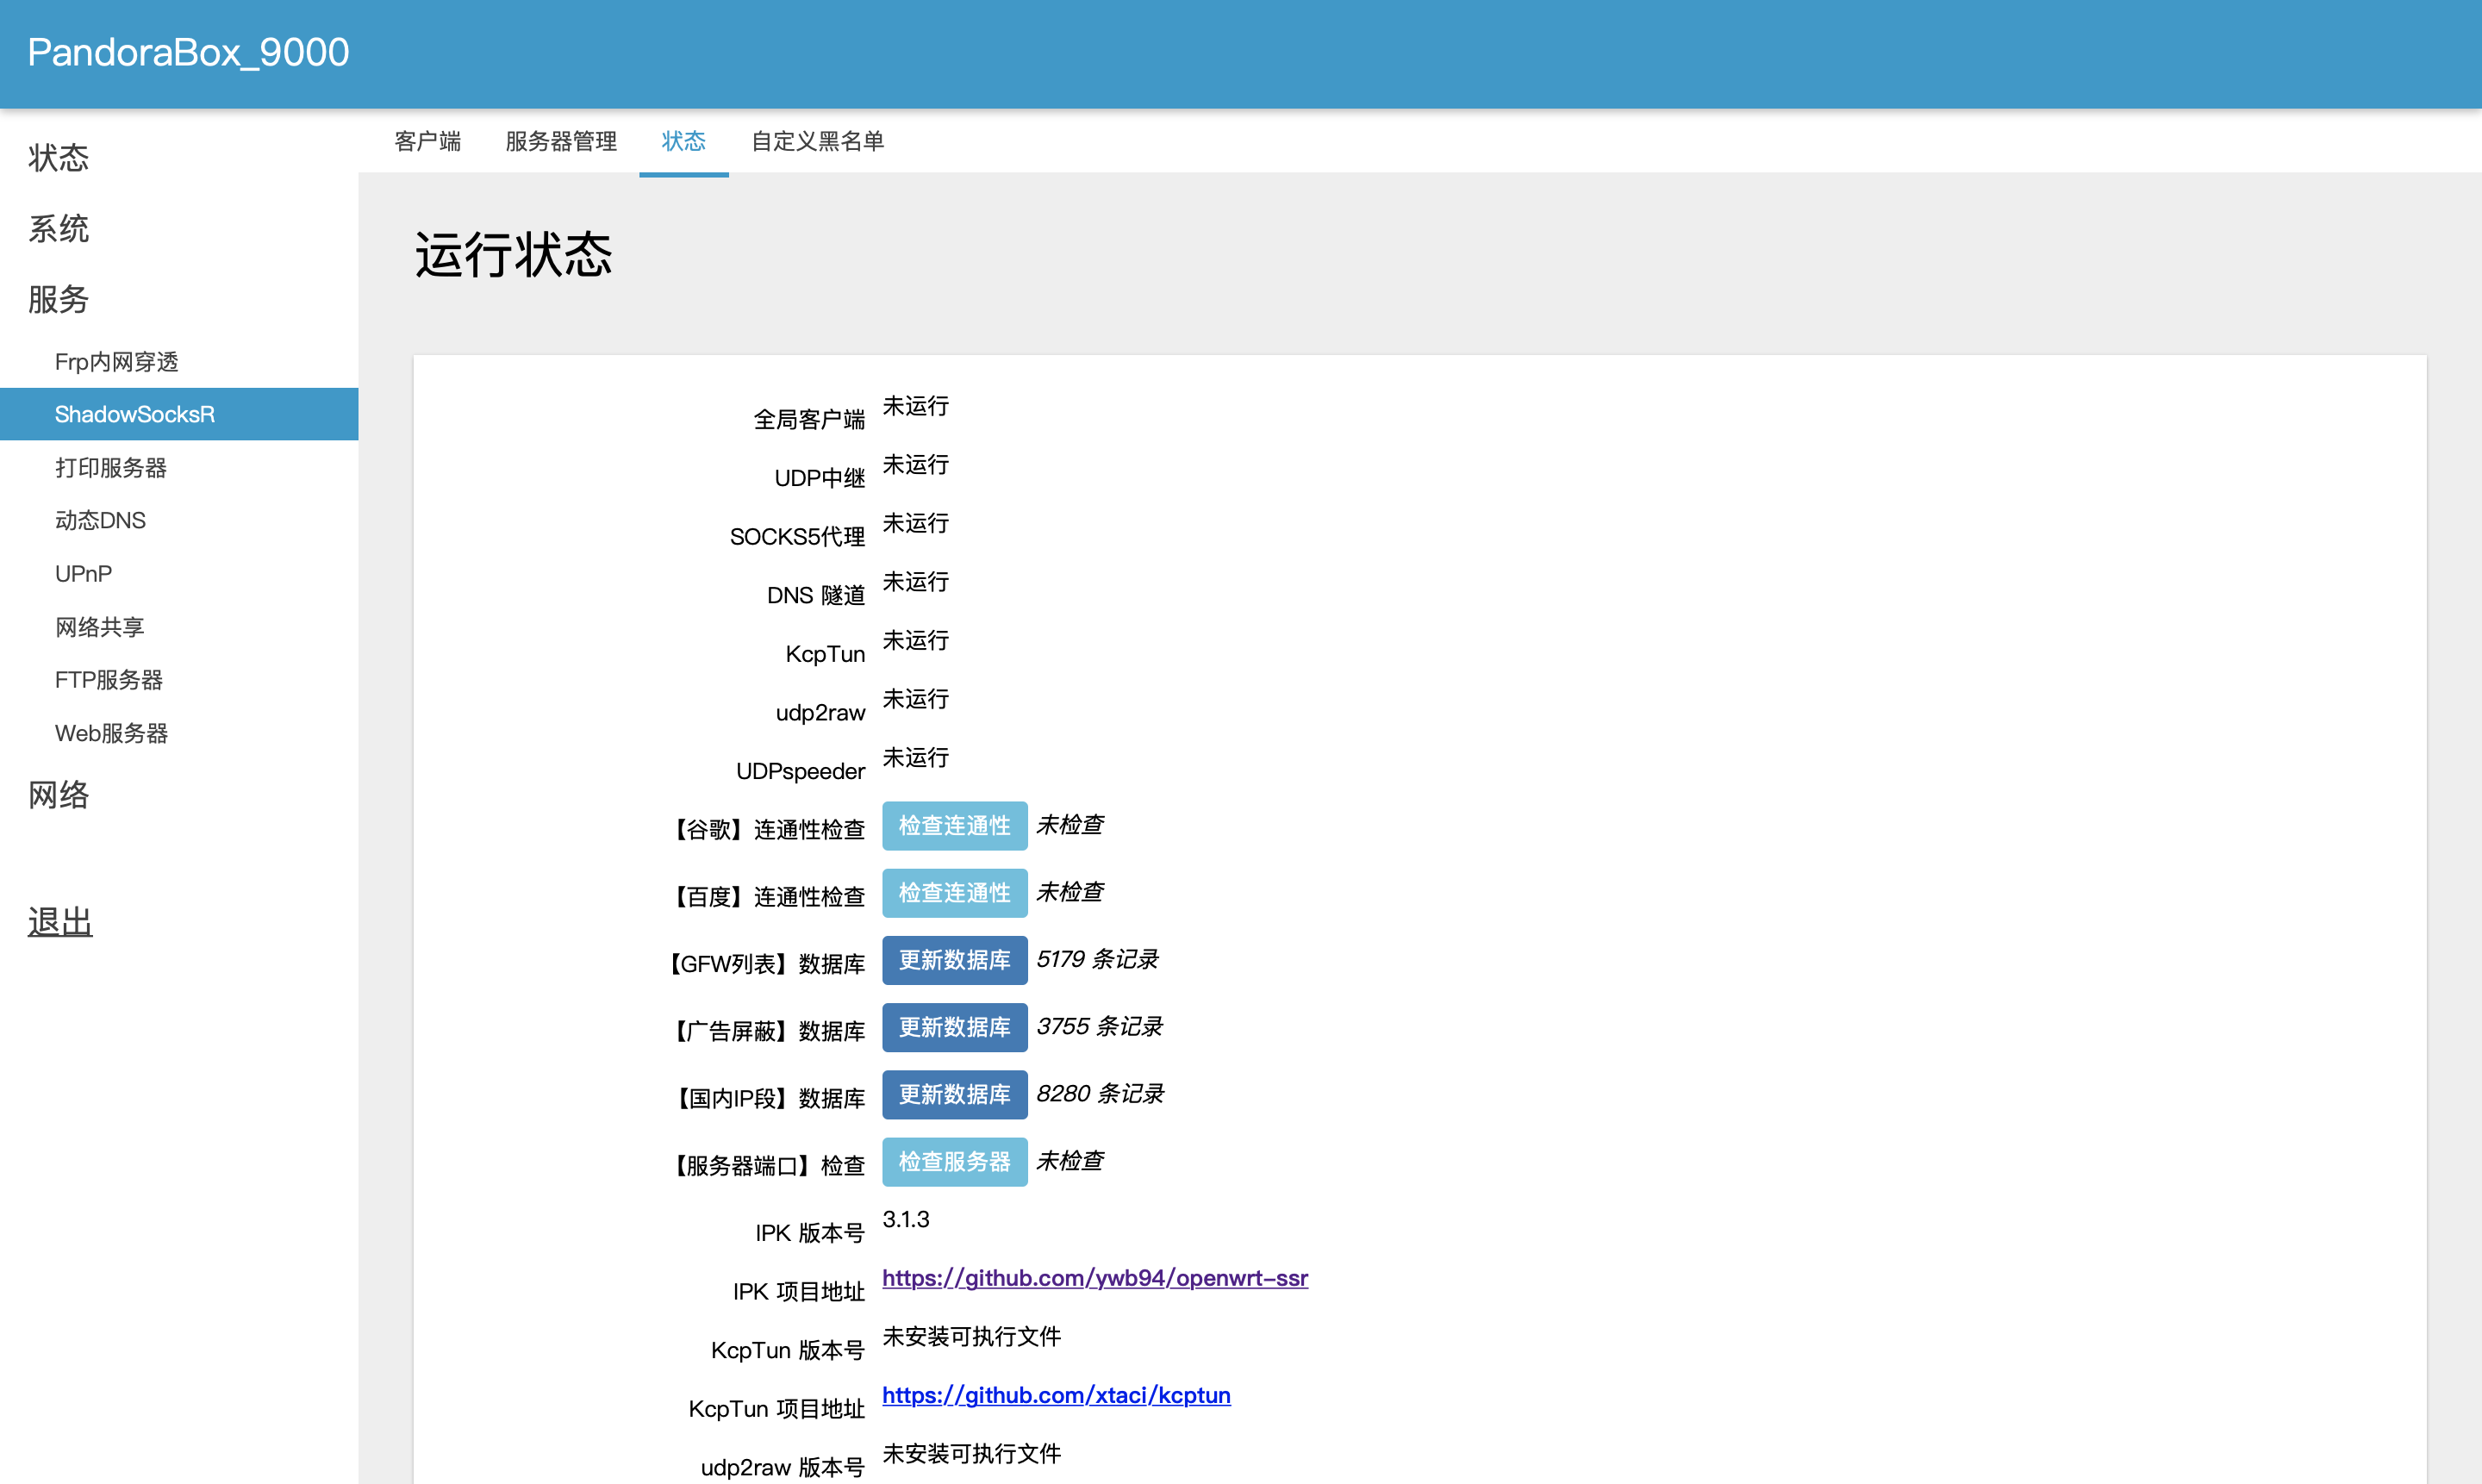 PandoraBox_9000
状态
系统
服务
Frp内网穿透
ShadowSocksR
打印服务器
动态DNS
UPnP
网络共享
FTP服务器
Web服务器
网络
退出
客户端 服务器管理 状态 自定义黑名单
运行状态
全局客户端 未运行
UDP中继 未运行
SOCKS5代理 未运行
DNS 隧道 未运行
KcpTun 未运行
udp2raw 未运行
UDPspeeder 未运行
【谷歌】连通性检查 检查连通性 未检查
【百度】连通性检查 检查连通性 未检查
【GFW列表】数据库 更新数据库 5179 条记录
【广告屏蔽】数据库 更新数据库 3755 条记录
【国内IP段】数据库 更新数据库 8280 条记录
【服务器端口】检查 检查服务器 未检查
IPK 版本号 3.1.3
IPK 项目地址 https://github.com/ywb94/openwrt-ssr
KcpTun 版本号 未安装可执行文件
KcpTun 项目地址 https://github.com/xtaci/kcptun
udp2raw 版本号 未安装可执行文件